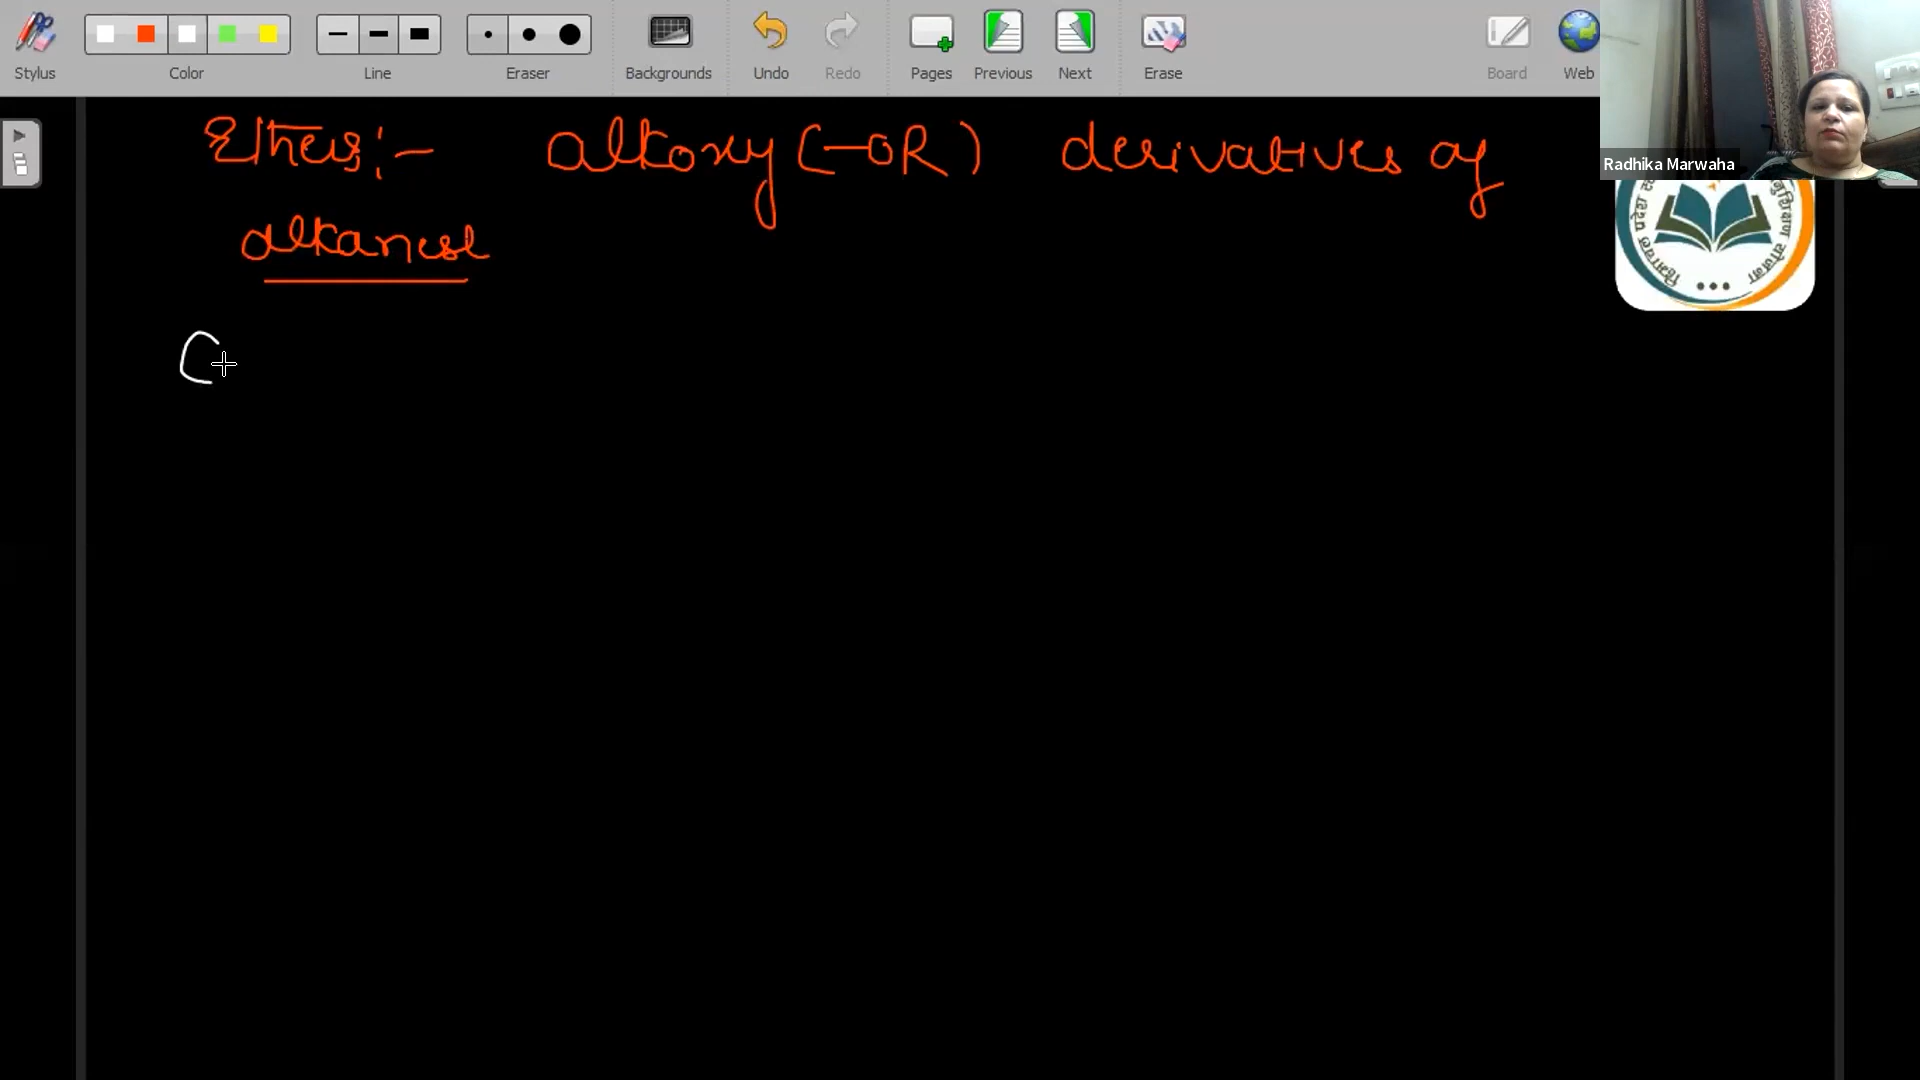 Stylus Color Line Eraser Backgrounds Undo Redo Pages Previous Next Erase Board Web
Radhika Marwaha
Ethers:- alkoxy (-OR) derivatives of
alkanes
C